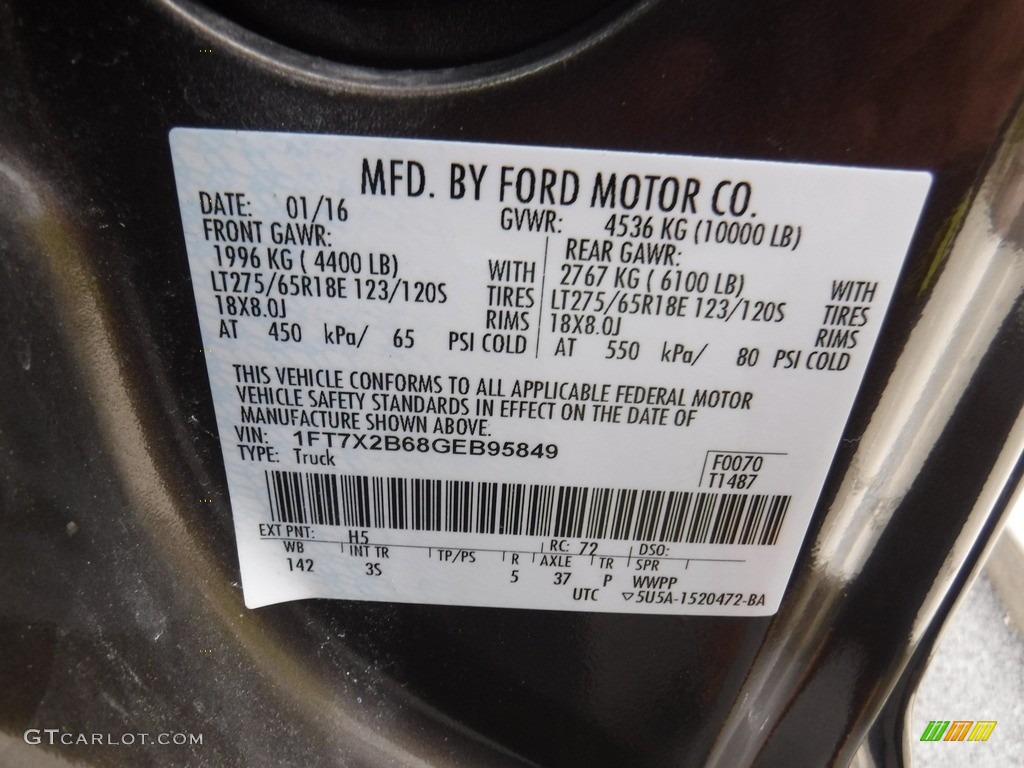 MFD. BY FORD MOTOR CO.
DATE: 01/16 GVWR: 4536 KG (10000 LB)
FRONT GAWR: REAR GAWR:
1996 KG ( 4400 LB) WITH 2767 KG ( 6100 LB) WITH
LT275/65R18E 123/120S TIRES LT275/65R18E 123/120S TIRES
18X8.0J RIMS 18X8.0J RIMS
AT 450 kPa/ 65 PSI COLD AT 550 kPa/ 80 PSI COLD
THIS VEHICLE CONFORMS TO ALL APPLICABLE FEDERAL MOTOR
VEHICLE SAFETY STANDARDS IN EFFECT ON THE DATE OF
MANUFACTURE SHOWN ABOVE.
VIN: 1FT7X2B68GEB95849
TYPE: Truck
F0070
T1487
EXT PNT: H5 RC: 72 DSO:
WB INT TR TP/PS R AXLE TR SPR
142 3S 5 37 P WWPP
UTC ▽5U5A-1520472-BA
GTCARLOT.COM